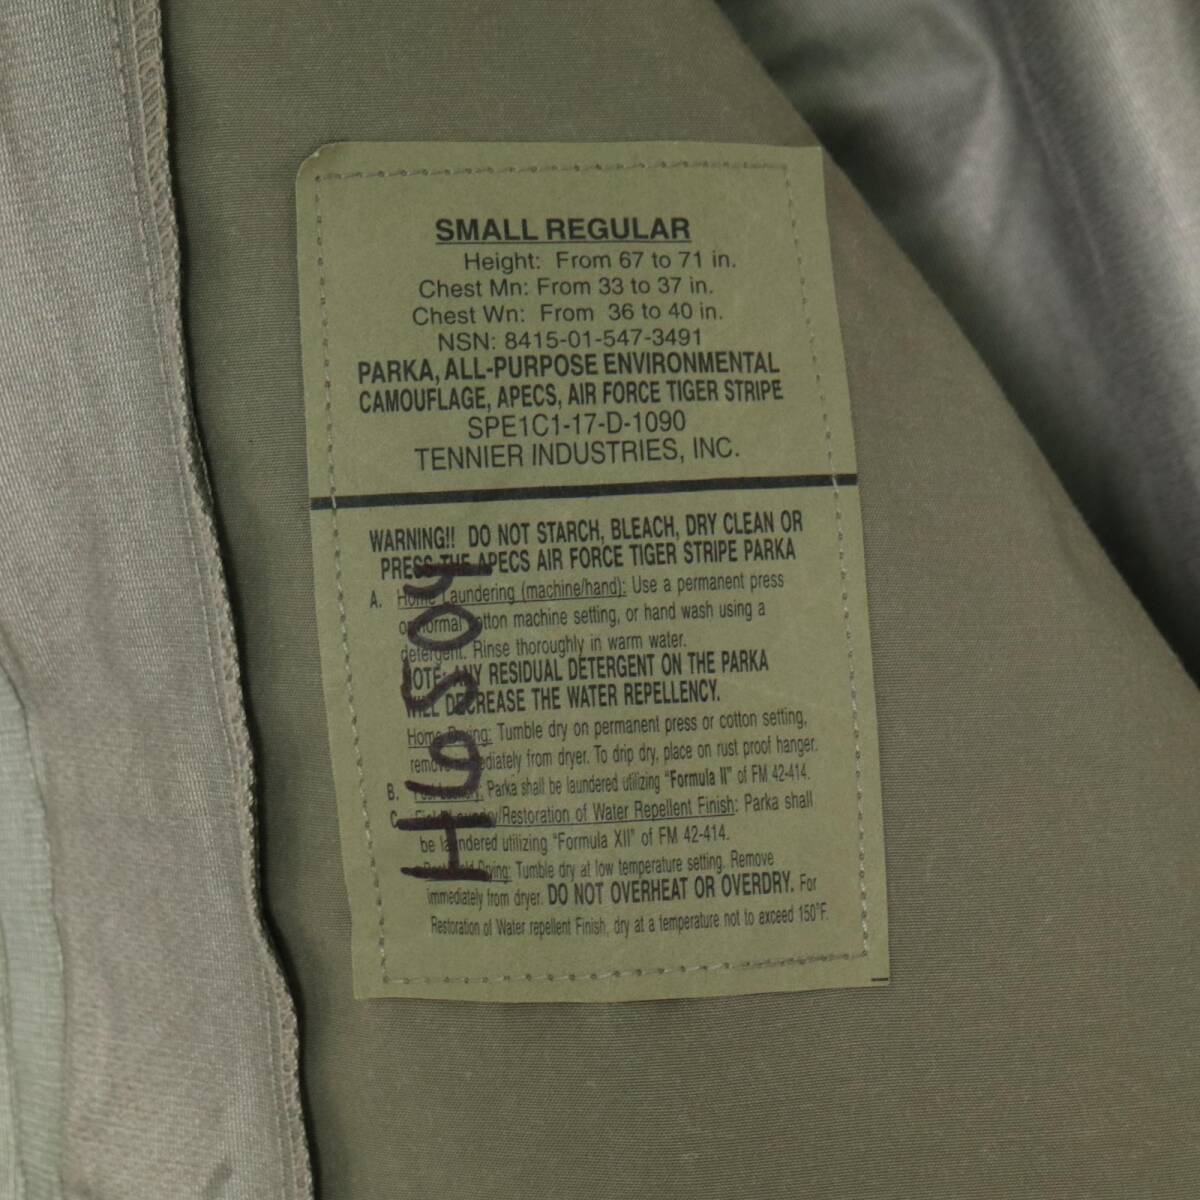 SMALL REGULAR
Height: From 67 to 71 in.
Chest Mn: From 33 to 37 in.
Chest Wn: From 36 to 40 in.
NSN: 8415-01-547-3491
PARKA, ALL-PURPOSE ENVIRONMENTAL
CAMOUFLAGE, APECS, AIR FORCE TIGER STRIPE
SPE1C1-17-D-1090
TENNIER INDUSTRIES, INC.
WARNING!! DO NOT STARCH, BLEACH, DRY CLEAN OR
PRESS THE APECS AIR FORCE TIGER STRIPE PARKA
A. Home Laundering (machine/hand): Use a permanent press
or normal cotton machine setting, or hand wash using a
detergent. Rinse thoroughly in warm water.
NOTE: ANY RESIDUAL DETERGENT ON THE PARKA
WILL DECREASE THE WATER REPELLENCY.
Home Drying: Tumble dry on permanent press or cotton setting,
remove immediately from dryer. To drip dry, place on rust proof hanger.
B. Laundry: Parka shall be laundered utilizing "Formula II" of FM 42-414.
C. Field Laundry/Restoration of Water Repellent Finish: Parka shall
be laundered utilizing "Formula XII" of FM 42-414.
Field Drying: Tumble dry at low temperature setting. Remove
immediately from dryer. DO NOT OVERHEAT OR OVERDRY. For
Restoration of Water repellent Finish, dry at a temperature not to exceed 150°F.